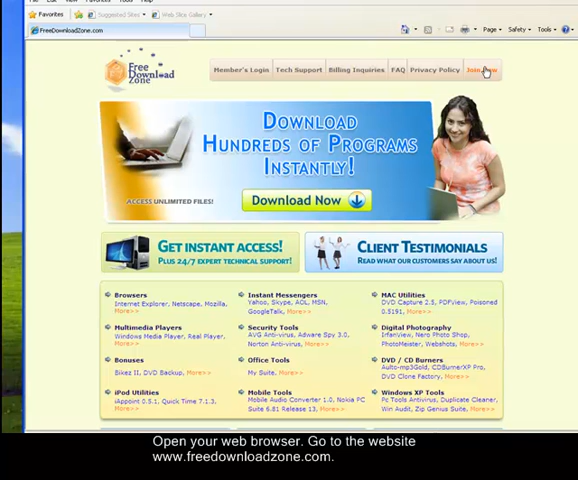 Favorites Tools
Favorites Suggested Sites Web Slice Gallery
FreeDownloadZone.com Page Safety Tools
Free Download Zone
Member's Login Tech Support Billing Inquiries FAQ Privacy Policy Join Now
DOWNLOAD
HUNDREDS OF PROGRAMS
INSTANTLY!
ACCESS UNLIMITED FILES! Download Now
GET INSTANT ACCESS!
PLUS 24/7 EXPERT TECHNICAL SUPPORT!
CLIENT TESTIMONIALS
READ WHAT OUR CUSTOMERS SAY ABOUT US!
Browsers
Internet Explorer, Netscape, Mozilla,
More>>
Instant Messengers
Yahoo, Skype, AOL, MSN,
GoogleTalk, More>>
MAC Utilities
DVD Capture 2.5, PDFView, Poisoned
0.5191, More>>
Multimedia Players
Windows Media Player, Real Player,
More>>
Security Tools
AVG Anti-virus, Adware Spy 3.0,
Norton Anti-virus, More>>
Digital Photography
IrfanView, Nero Photo Shop,
PhotoMeister, Webshots, More>>
Bonuses
Bikez II, DVD Backup, More>>
Office Tools
My Suite, More>>
DVD / CD Burners
Auto-mp3Gold, CDBurnerXP Pro,
DVD Clone Factory, More>>
iPod Utilities
iAppoint 0.5.1, Quick Time 7.1.3,
More>>
Mobile Tools
Mobile Audio Converter 1.0, Nokia PC
Suite 6.81 Release 13, More>>
Windows XP Tools
Pc Tools Antivirus, Duplicate Cleaner,
Win Audit, Zip Genius Suite, More>>
Open your web browser. Go to the website
www.freedownloadzone.com.